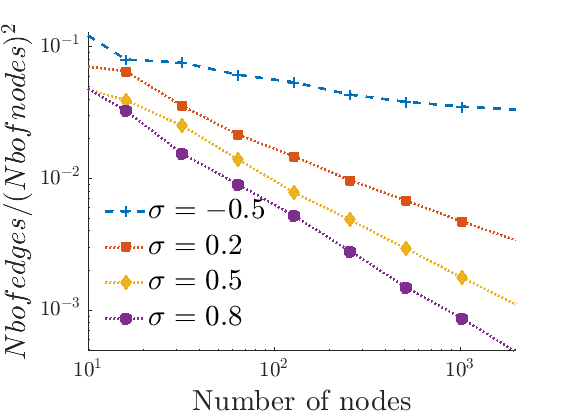 Nbofedges/(Nbofnodes)^2
10^{-1}
10^{-2}
10^{-3}
σ = −0.5
σ = 0.2
σ = 0.5
σ = 0.8
10^1 10^2 10^3
Number of nodes